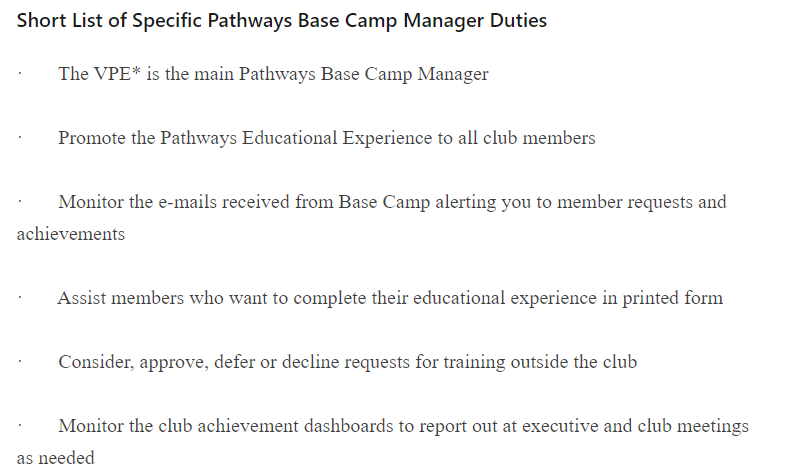 Short List of Specific Pathways Base Camp Manager Duties
· The VPE* is the main Pathways Base Camp Manager
· Promote the Pathways Educational Experience to all club members
· Monitor the e-mails received from Base Camp alerting you to member requests and
achievements
· Assist members who want to complete their educational experience in printed form
· Consider, approve, defer or decline requests for training outside the club
· Monitor the club achievement dashboards to report out at executive and club meetings
as needed